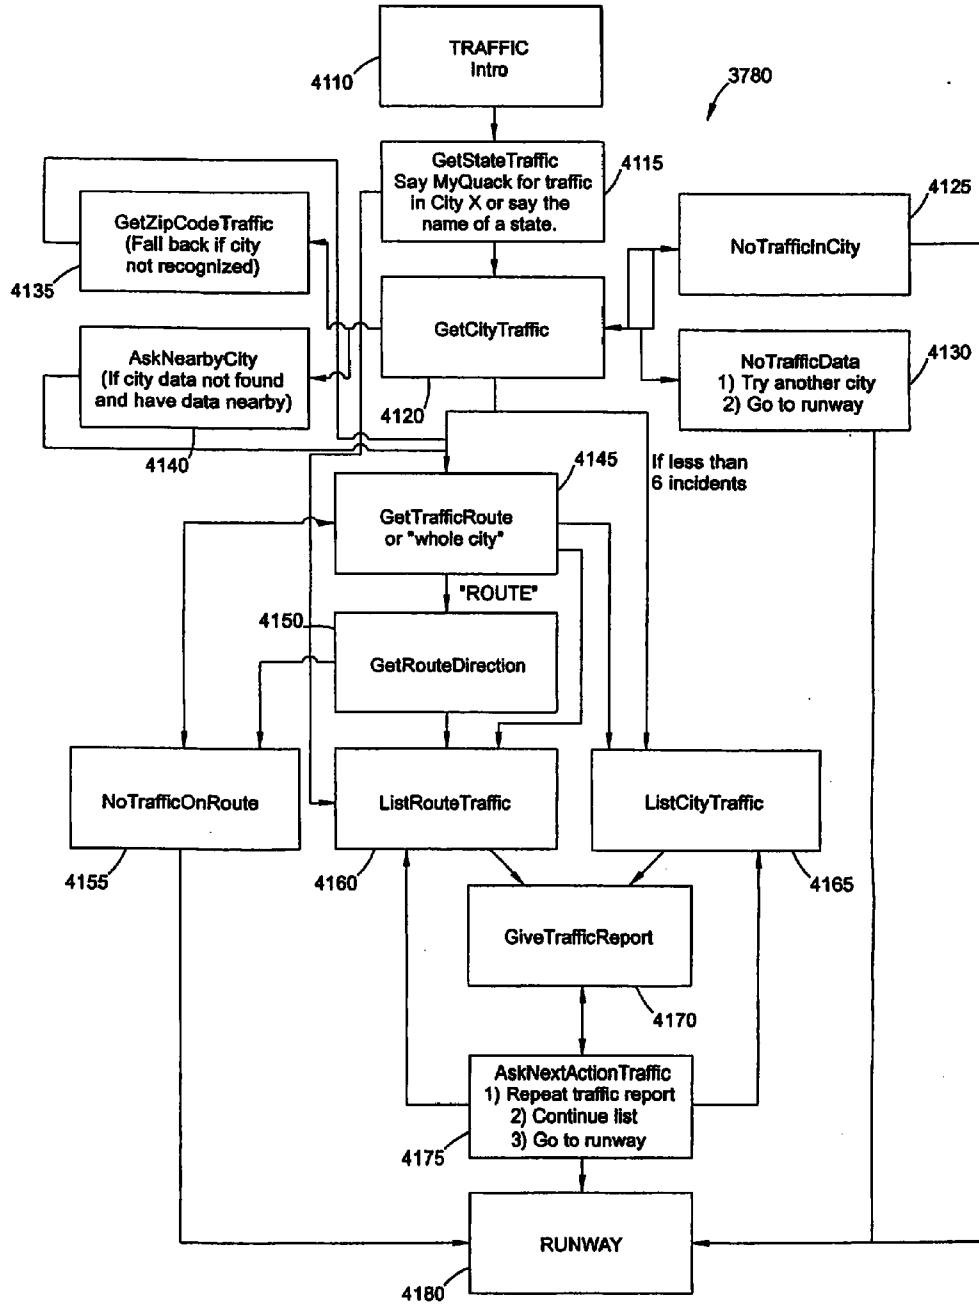 TRAFFIC
Intro
4110
3780
GetStateTraffic
Say MyQuack for traffic
in City X or say the
name of a state.
4115
4125
NoTrafficInCity
GetZipCodeTraffic
(Fall back if city
not recognized)
4135
GetCityTraffic
4120
AskNearbyCity
(If city data not found
and have data nearby)
4140
NoTrafficData
1) Try another city
2) Go to runway
4130
If less than
6 incidents
4145
GetTrafficRoute
or "whole city"
"ROUTE"
4150
GetRouteDirection
NoTrafficOnRoute
4155
ListRouteTraffic
4160
ListCityTraffic
4165
GiveTrafficReport
4170
AskNextActionTraffic
1) Repeat traffic report
2) Continue list
3) Go to runway
4175
RUNWAY
4180